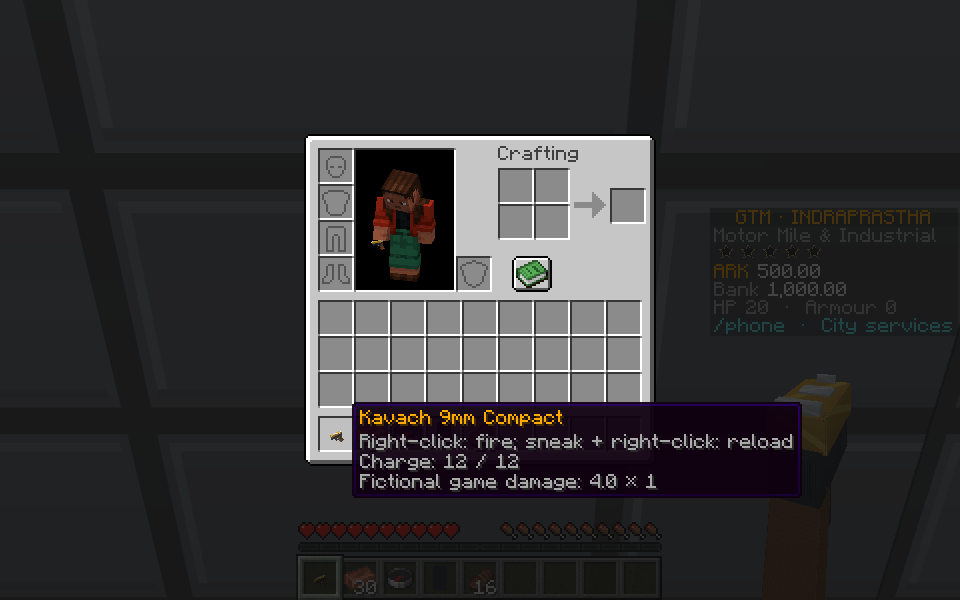 Crafting
GTM · INDRAPRASTHA
Motor Mile & Industrial
★ ★ ★ ★ ★
ARK 500.00
Bank 1,000.00
HP 20 · Armour 0
/phone · City services
Kavach 9mm Compact
Right-click: fire; sneak + right-click: reload
Charge: 12 / 12
Fictional game damage: 4.0 × 1
30
16